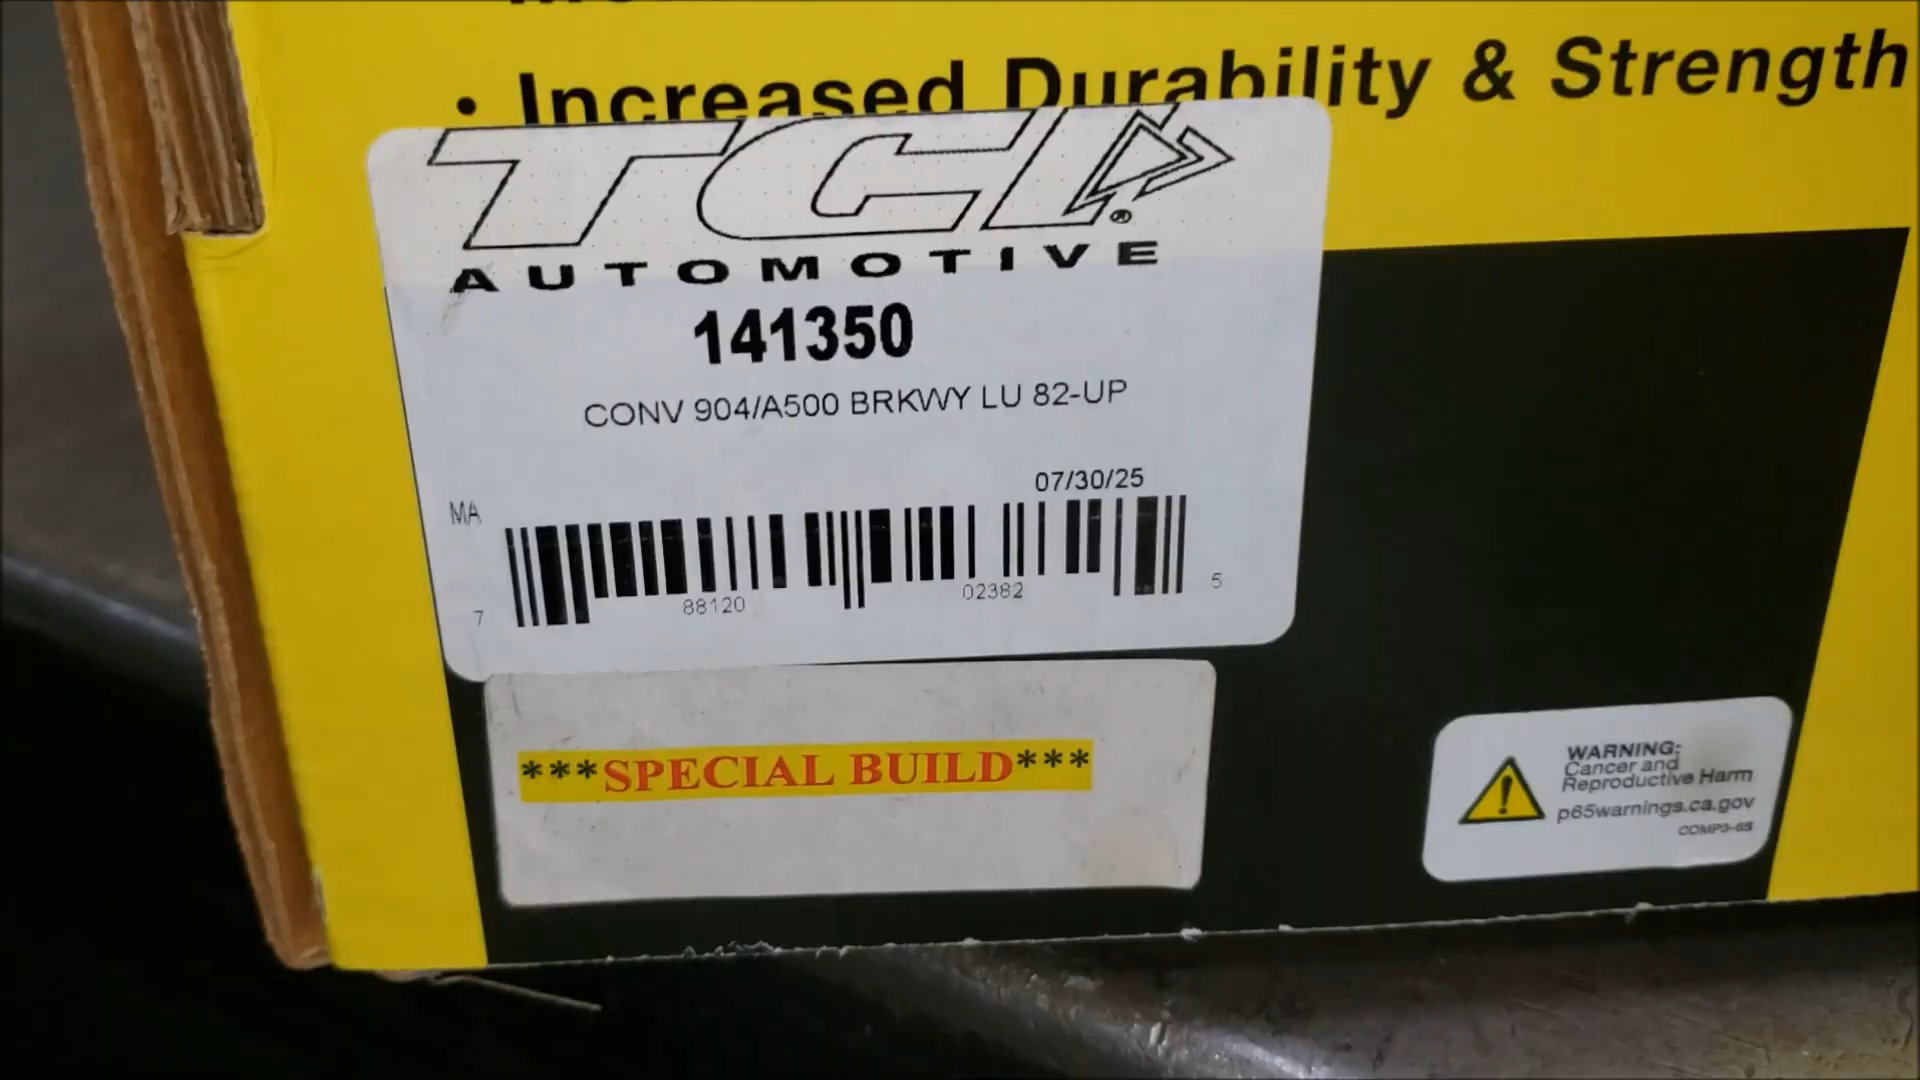 • Increased Durability & Strength
TCI®
AUTOMOTIVE
141350
CONV 904/A500 BRKWY LU 82-UP
07/30/25
MA
7 88120 02382 5
***SPECIAL BUILD***
WARNING:
Cancer and
Reproductive Harm
p65warnings.ca.gov